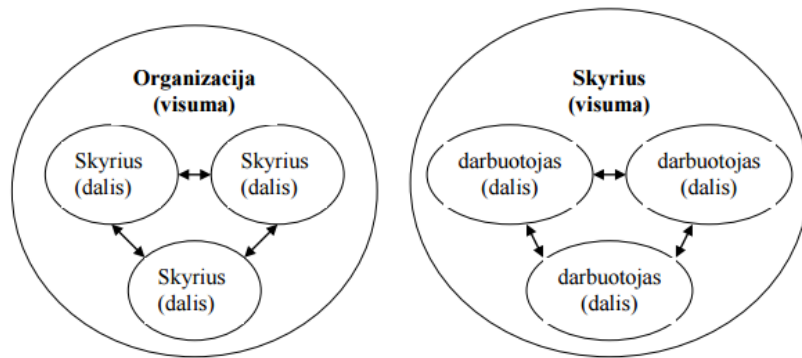 Organizacija
(visuma)
Skyrius
(dalis)
Skyrius
(dalis)
Skyrius
(dalis)
Skyrius
(visuma)
darbuotojas
(dalis)
darbuotojas
(dalis)
darbuotojas
(dalis)